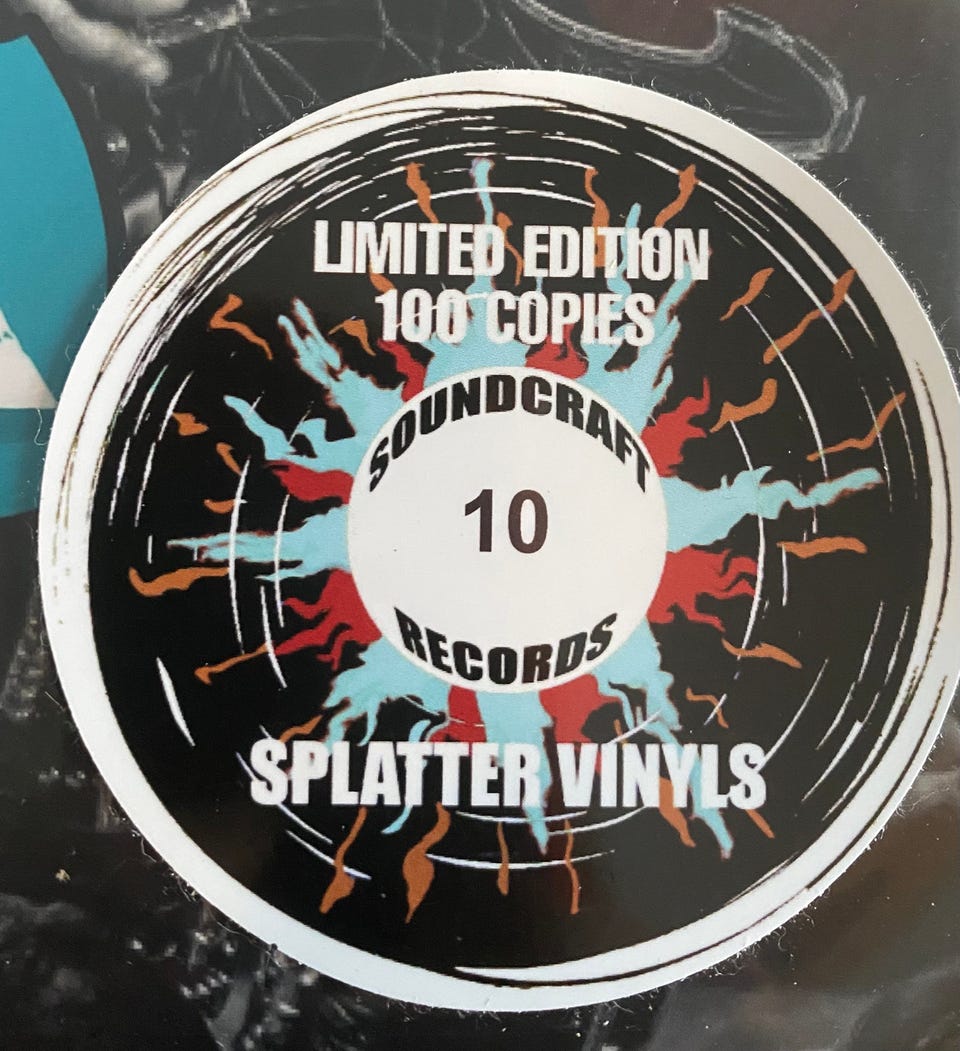 LIMITED EDITION
100 COPIES
SOUNDCRAFT
10
RECORDS
SPLATTER VINYLS